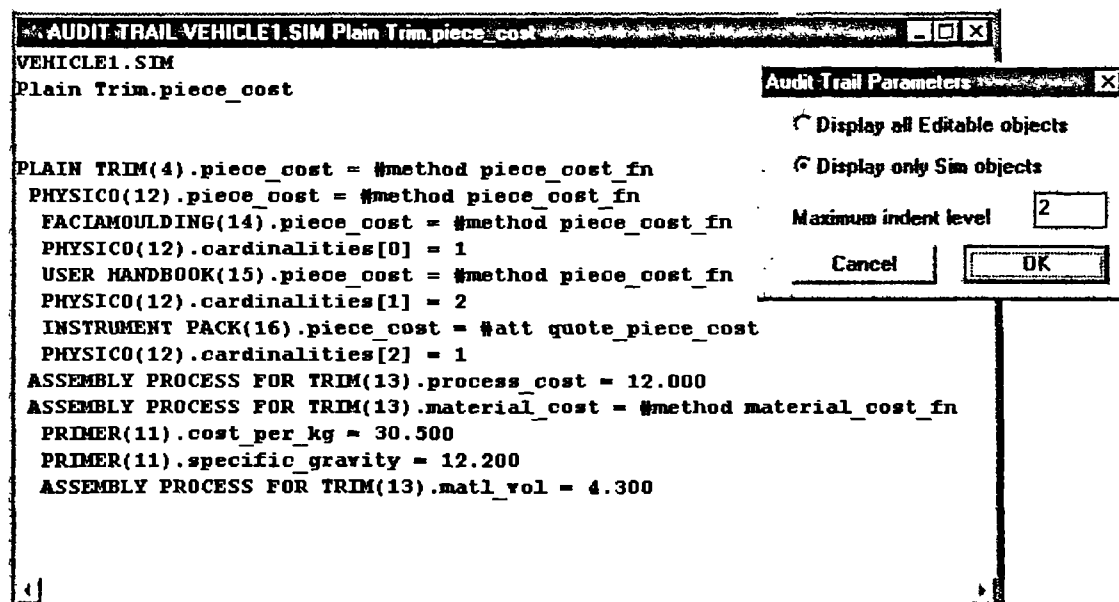 AUDIT TRAIL VEHICLE1.SIM Plain Trim.piece_cost
VEHICLE1.SIM
Plain Trim.piece_cost
PLAIN TRIM(4).piece_cost = #method piece_cost_fn
PHYSICO(12).piece_cost = #method piece_cost_fn
FACIAMOULDING(14).piece_cost = #method piece_cost_fn
PHYSICO(12).cardinalities[0] = 1
USER HANDBOOK(15).piece_cost = #method piece_cost_fn
PHYSICO(12).cardinalities[1] = 2
INSTRUMENT PACK(16).piece_cost = #att quote_piece_cost
PHYSICO(12).cardinalities[2] = 1
ASSEMBLY PROCESS FOR TRIM(13).process_cost = 12.000
ASSEMBLY PROCESS FOR TRIM(13).material_cost = #method material_cost_fn
PRIMER(11).cost_per_kg = 30.500
PRIMER(11).specific_gravity = 12.200
ASSEMBLY PROCESS FOR TRIM(13).matl_vol = 4.300
Audit Trail Parameters
Display all Editable objects
Display only Sim objects
Maximum indent level 2
Cancel OK